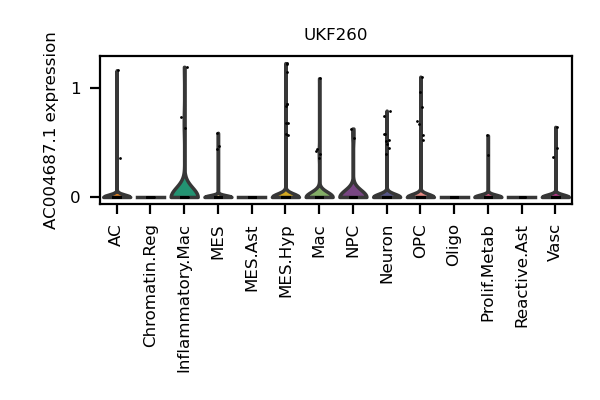 UKF260
AC004687.1 expression
1
0
AC
Chromatin.Reg
Inflammatory.Mac
MES
MES.Ast
MES.Hyp
Mac
NPC
Neuron
OPC
Oligo
Prolif.Metab
Reactive.Ast
Vasc